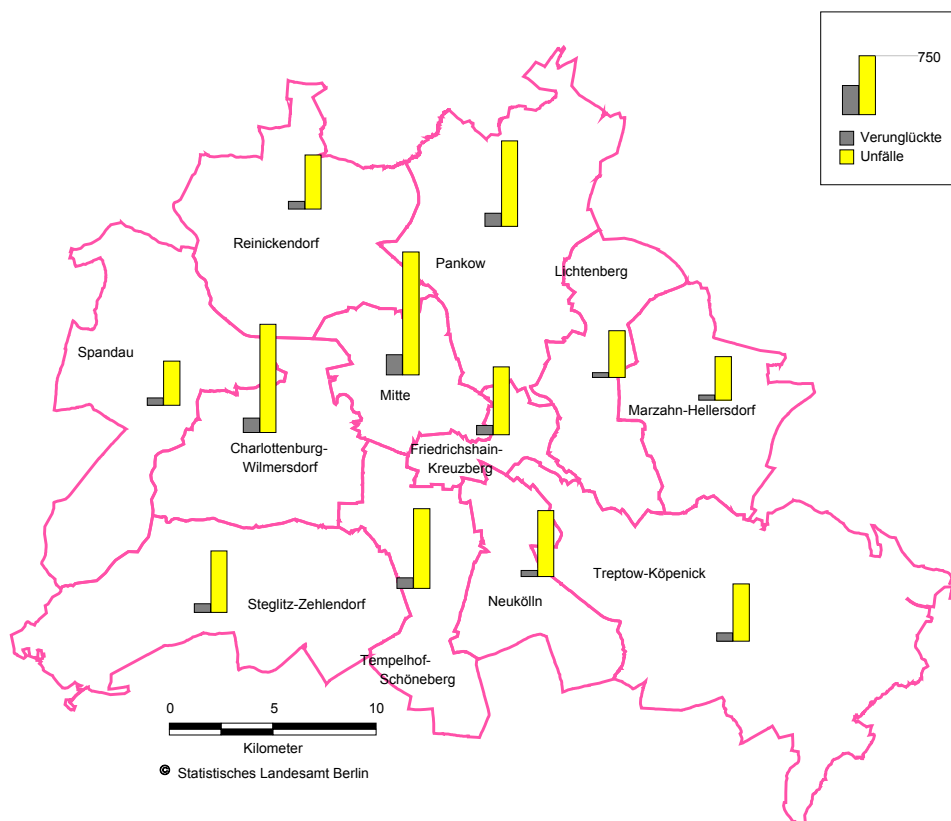 750
Verunglückte
Unfälle
Reinickendorf
Pankow
Lichtenberg
Spandau
Mitte
Marzahn-Hellersdorf
Charlottenburg-
Wilmersdorf
Friedrichshain-
Kreuzberg
Treptow-Köpenick
Steglitz-Zehlendorf
Neukölln
Tempelhof-
Schöneberg
0 5 10
Kilometer
© Statistisches Landesamt Berlin